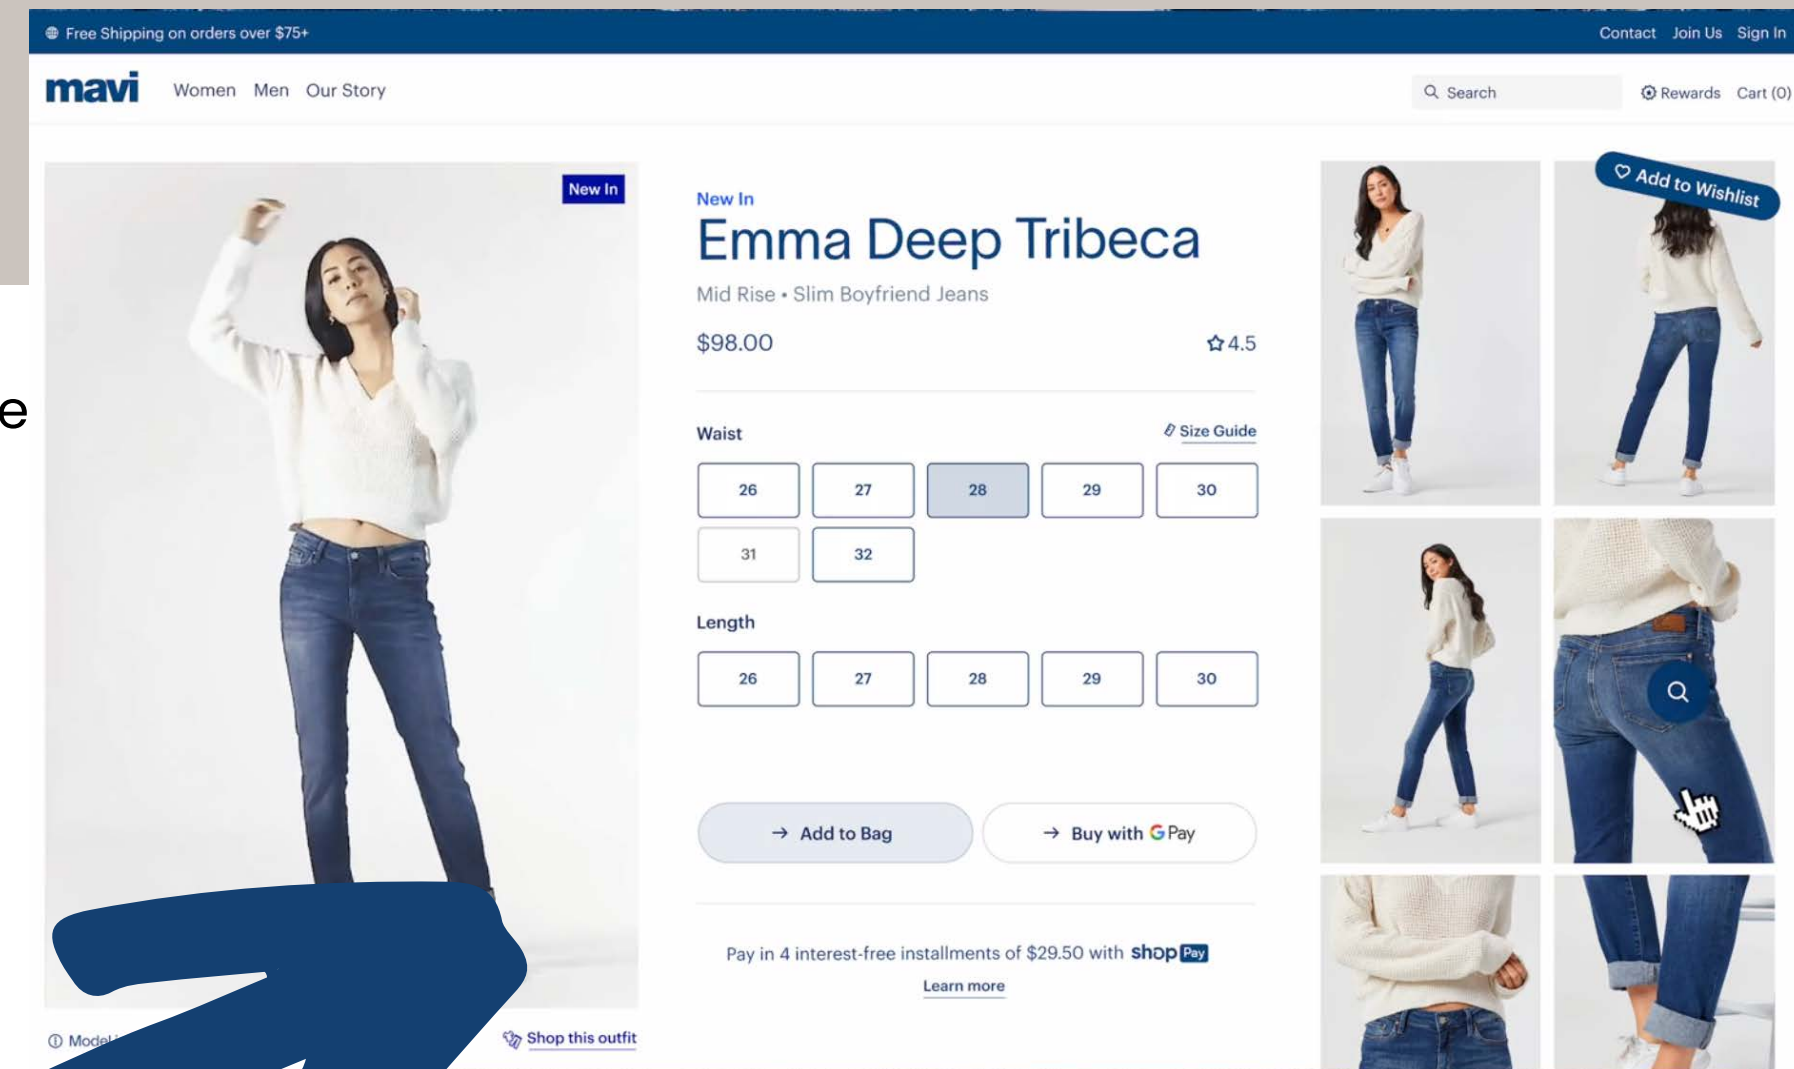 Free Shipping on orders over $75+
Contact Join Us Sign In
mavi Women Men Our Story
Search Rewards Cart (0)
New In
Add to Wishlist
New In
Emma Deep Tribeca
Mid Rise • Slim Boyfriend Jeans
$98.00 4.5
e
Waist Size Guide
26 27 28 29 30
31 32
Length
26 27 28 29 30
→ Add to Bag → Buy with G Pay
Pay in 4 interest-free installments of $29.50 with shop Pay
Learn more
Model
Shop this outfit